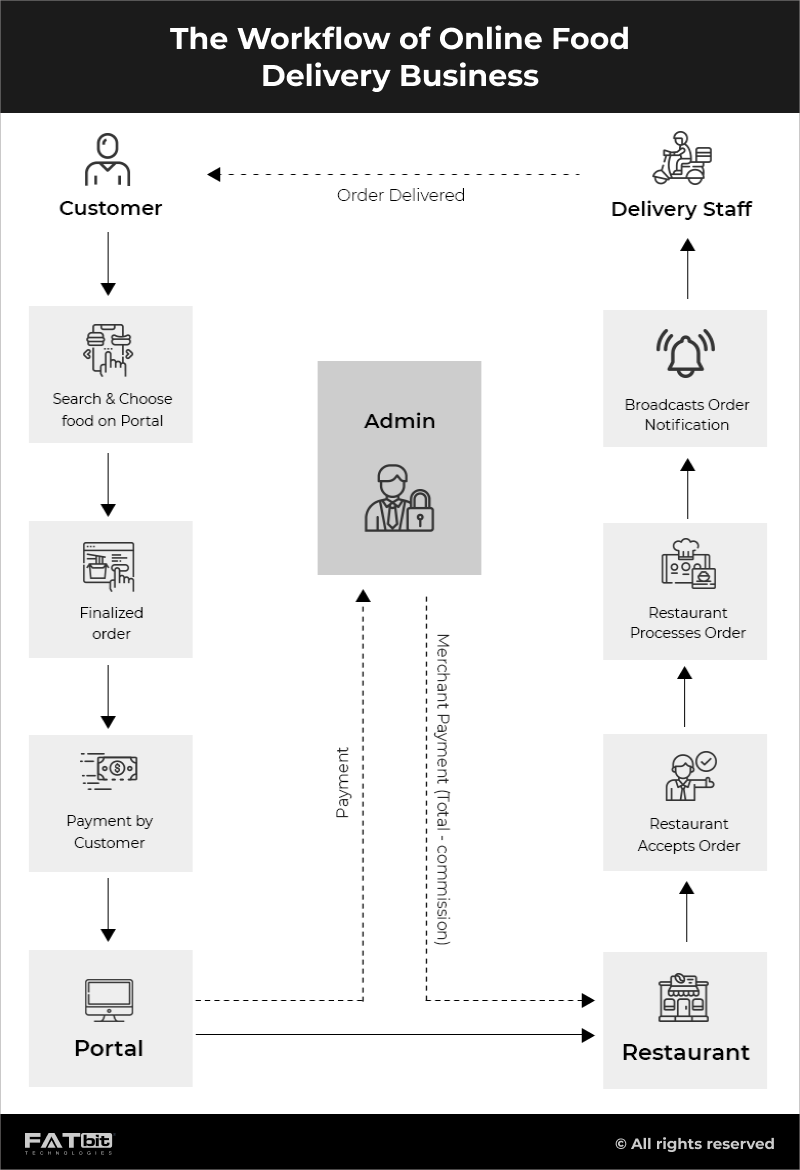 The Workflow of Online Food
Delivery Business
Customer
Order Delivered
Delivery Staff
Search & Choose
food on Portal
Finalized
order
Payment by
Customer
Portal
Admin
Payment
Merchant Payment (Total - commission)
Broadcasts Order
Notification
Restaurant
Processes Order
Restaurant
Accepts Order
Restaurant
FATbit
TECHNOLOGIES
© All rights reserved